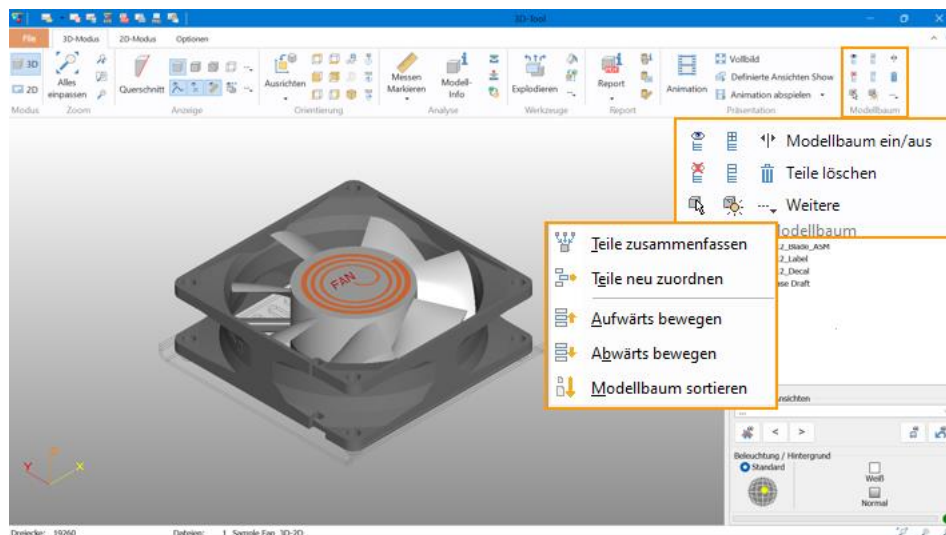 3D-Tool
File 3D-Modus 2D-Modus Optionen
3D
2D
Modus
Alles einpassen
Zoom
Querschnitt
Anzeige
Ausrichten
Orientierung
Messen Markieren
Modell-Info
Analyse
Explodieren
Werkzeuge
Report
Report
Animation
Vollbild
Definierte Ansichten Show
Animation abspielen
Präsentation
Modellbaum
Modellbaum ein/aus
Teile löschen
Weitere
odellbaum
2_Blade_ASM
2_Label
2_Decal
se Draft
Teile zusammenfassen
Teile neu zuordnen
Aufwärts bewegen
Abwärts bewegen
Modellbaum sortieren
FAN
nsichten
...
< >
Beleuchtung / Hintergrund
Standard
Weiß
Normal
Y X
Dreiecke: 19260 Dateien: 1 Sample Fan 3D-2D